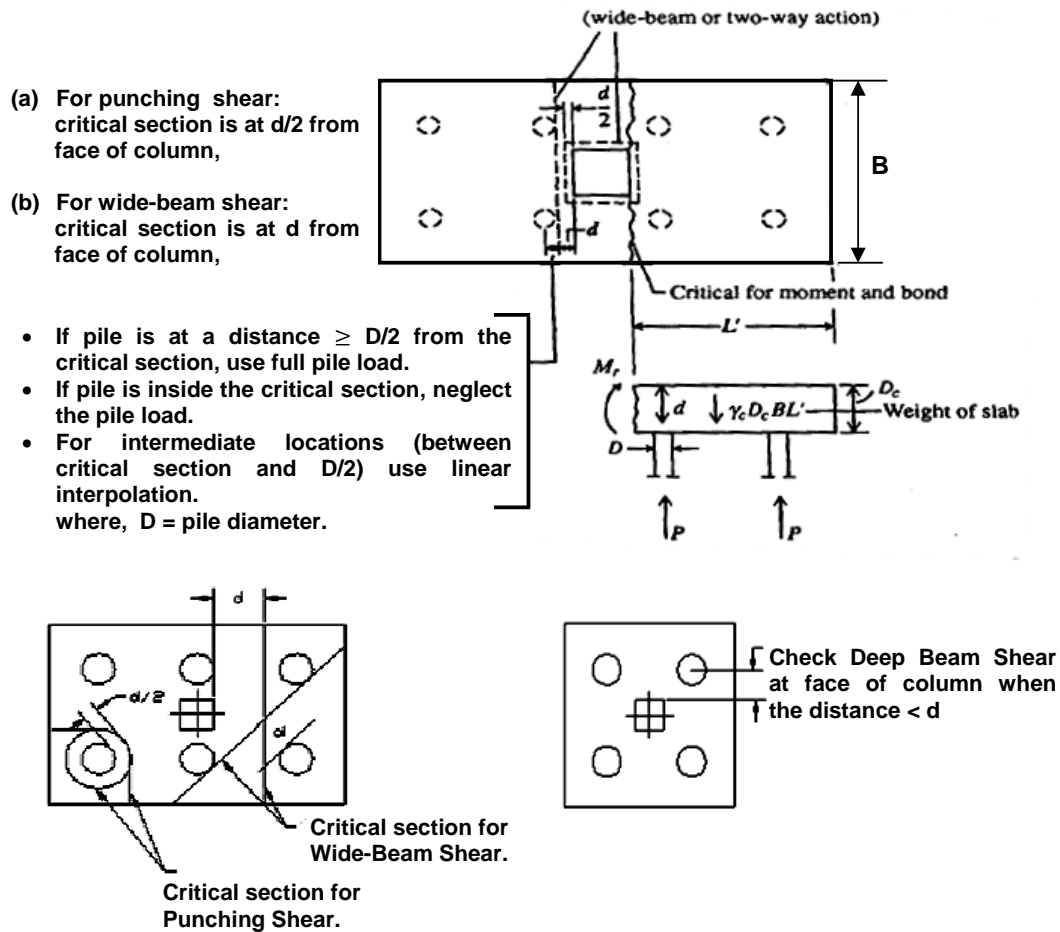 (wide-beam or two-way action)
(a) For punching shear:
critical section is at d/2 from
face of column,
(b) For wide-beam shear:
critical section is at d from
face of column,
d
2
B
d
Critical for moment and bond
L'
• If pile is at a distance ≥ D/2 from the
critical section, use full pile load.
• If pile is inside the critical section, neglect
the pile load.
• For intermediate locations (between
critical section and D/2) use linear
interpolation.
where, D = pile diameter.
M_r
d
γ_c D_c BL'
D_c
Weight of slab
D
P
P
d
d/2
d
Critical section for
Wide-Beam Shear.
Critical section for
Punching Shear.
Check Deep Beam Shear
at face of column when
the distance < d